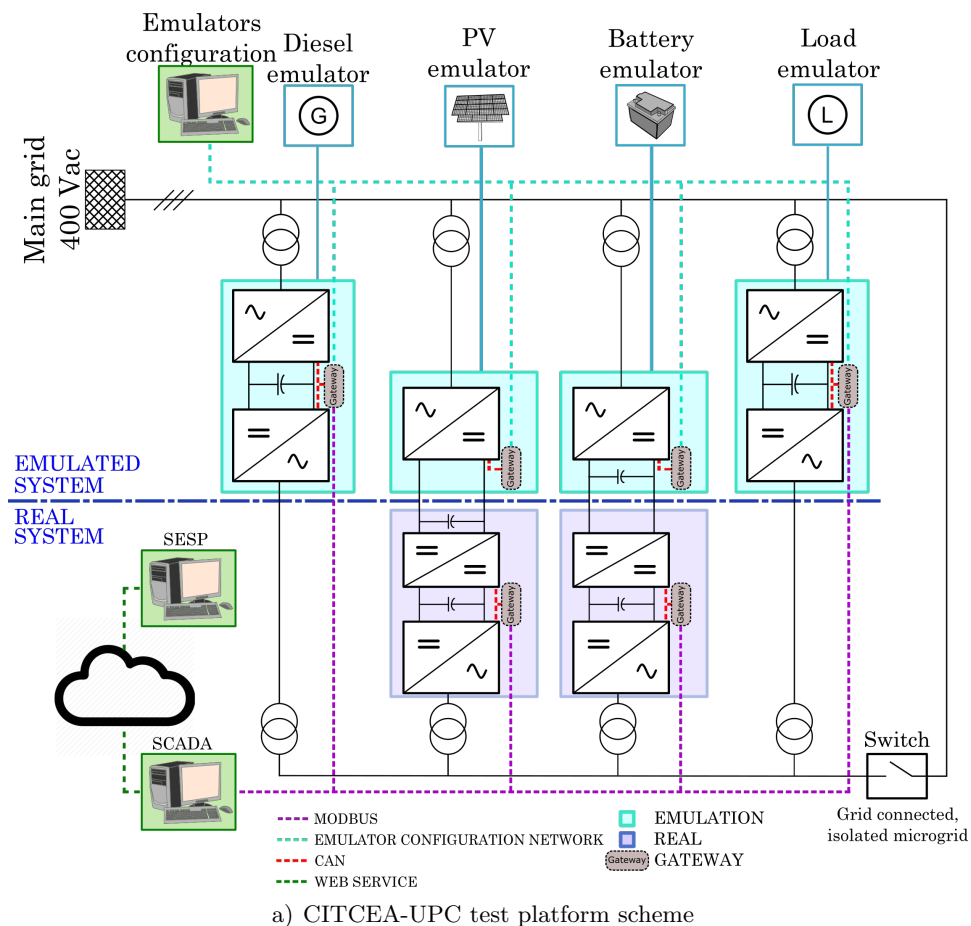 Emulators
configuration
Diesel
emulator
PV
emulator
Battery
emulator
Load
emulator
G
L
Main grid
400 Vac
Gateway
Gateway
Gateway
Gateway
EMULATED
SYSTEM
REAL
SYSTEM
SESP
Gateway
Gateway
SCADA
Switch
Grid connected,
isolated microgrid
MODBUS
EMULATOR CONFIGURATION NETWORK
CAN
WEB SERVICE
EMULATION
REAL
Gateway
GATEWAY
a) CITCEA-UPC test platform scheme